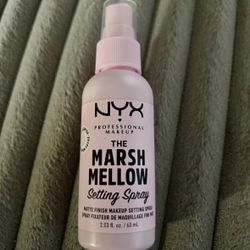 NYX
PROFESSIONAL
MAKEUP
THE
MARSH
MELLOW
Setting Spray
MATTE FINISH MAKEUP SETTING SPRAY
SPRAY FIXATEUR DE MAQUILLAGE FINI MAT
2.03 fl. oz. / 60 mL